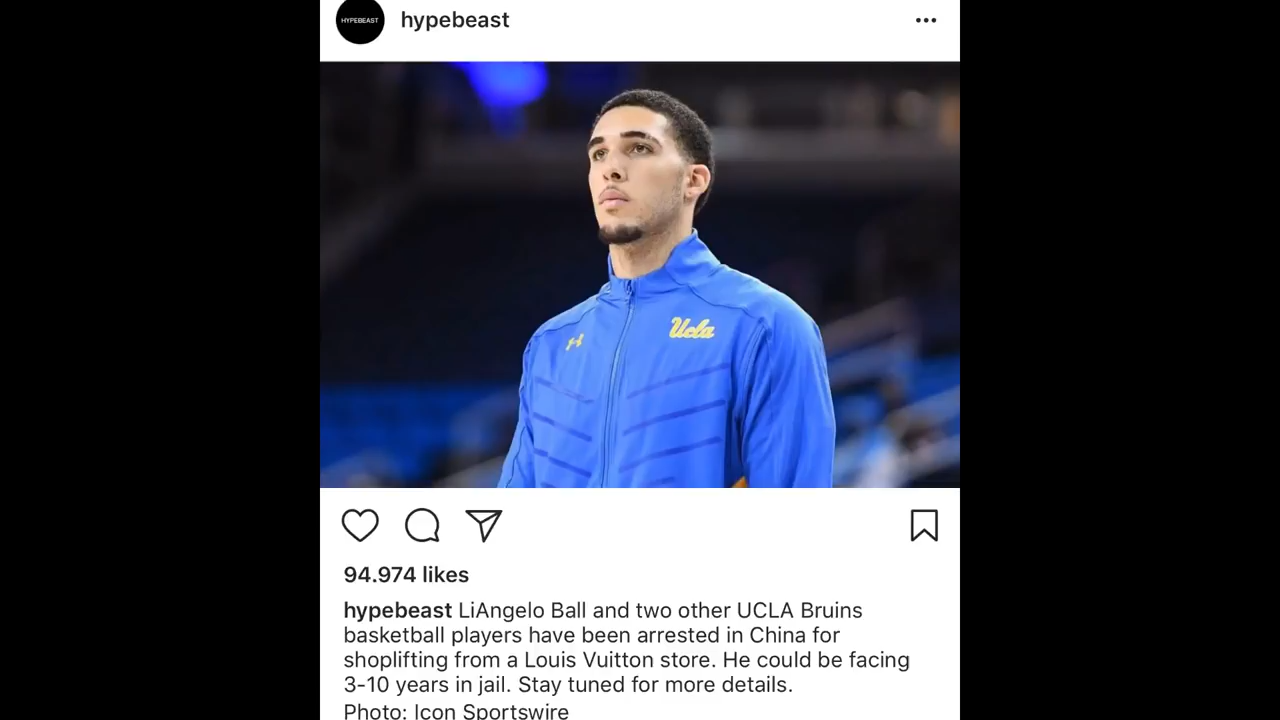 HYPEBEAST
hypebeast
Ucla
94.974 likes
hypebeast LiAngelo Ball and two other UCLA Bruins
basketball players have been arrested in China for
shoplifting from a Louis Vuitton store. He could be facing
3-10 years in jail. Stay tuned for more details.
Photo: Icon Sportswire